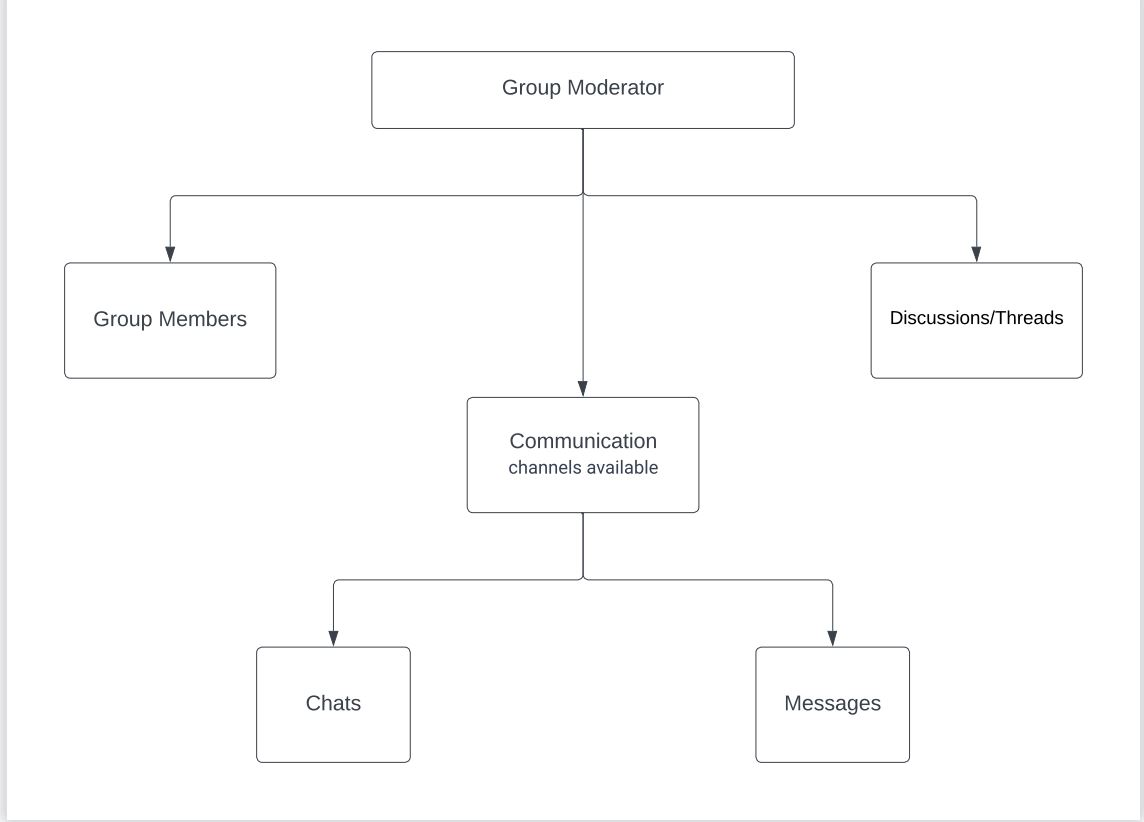 Group Moderator
Group Members
Discussions/Threads
Communication
channels available
Chats
Messages